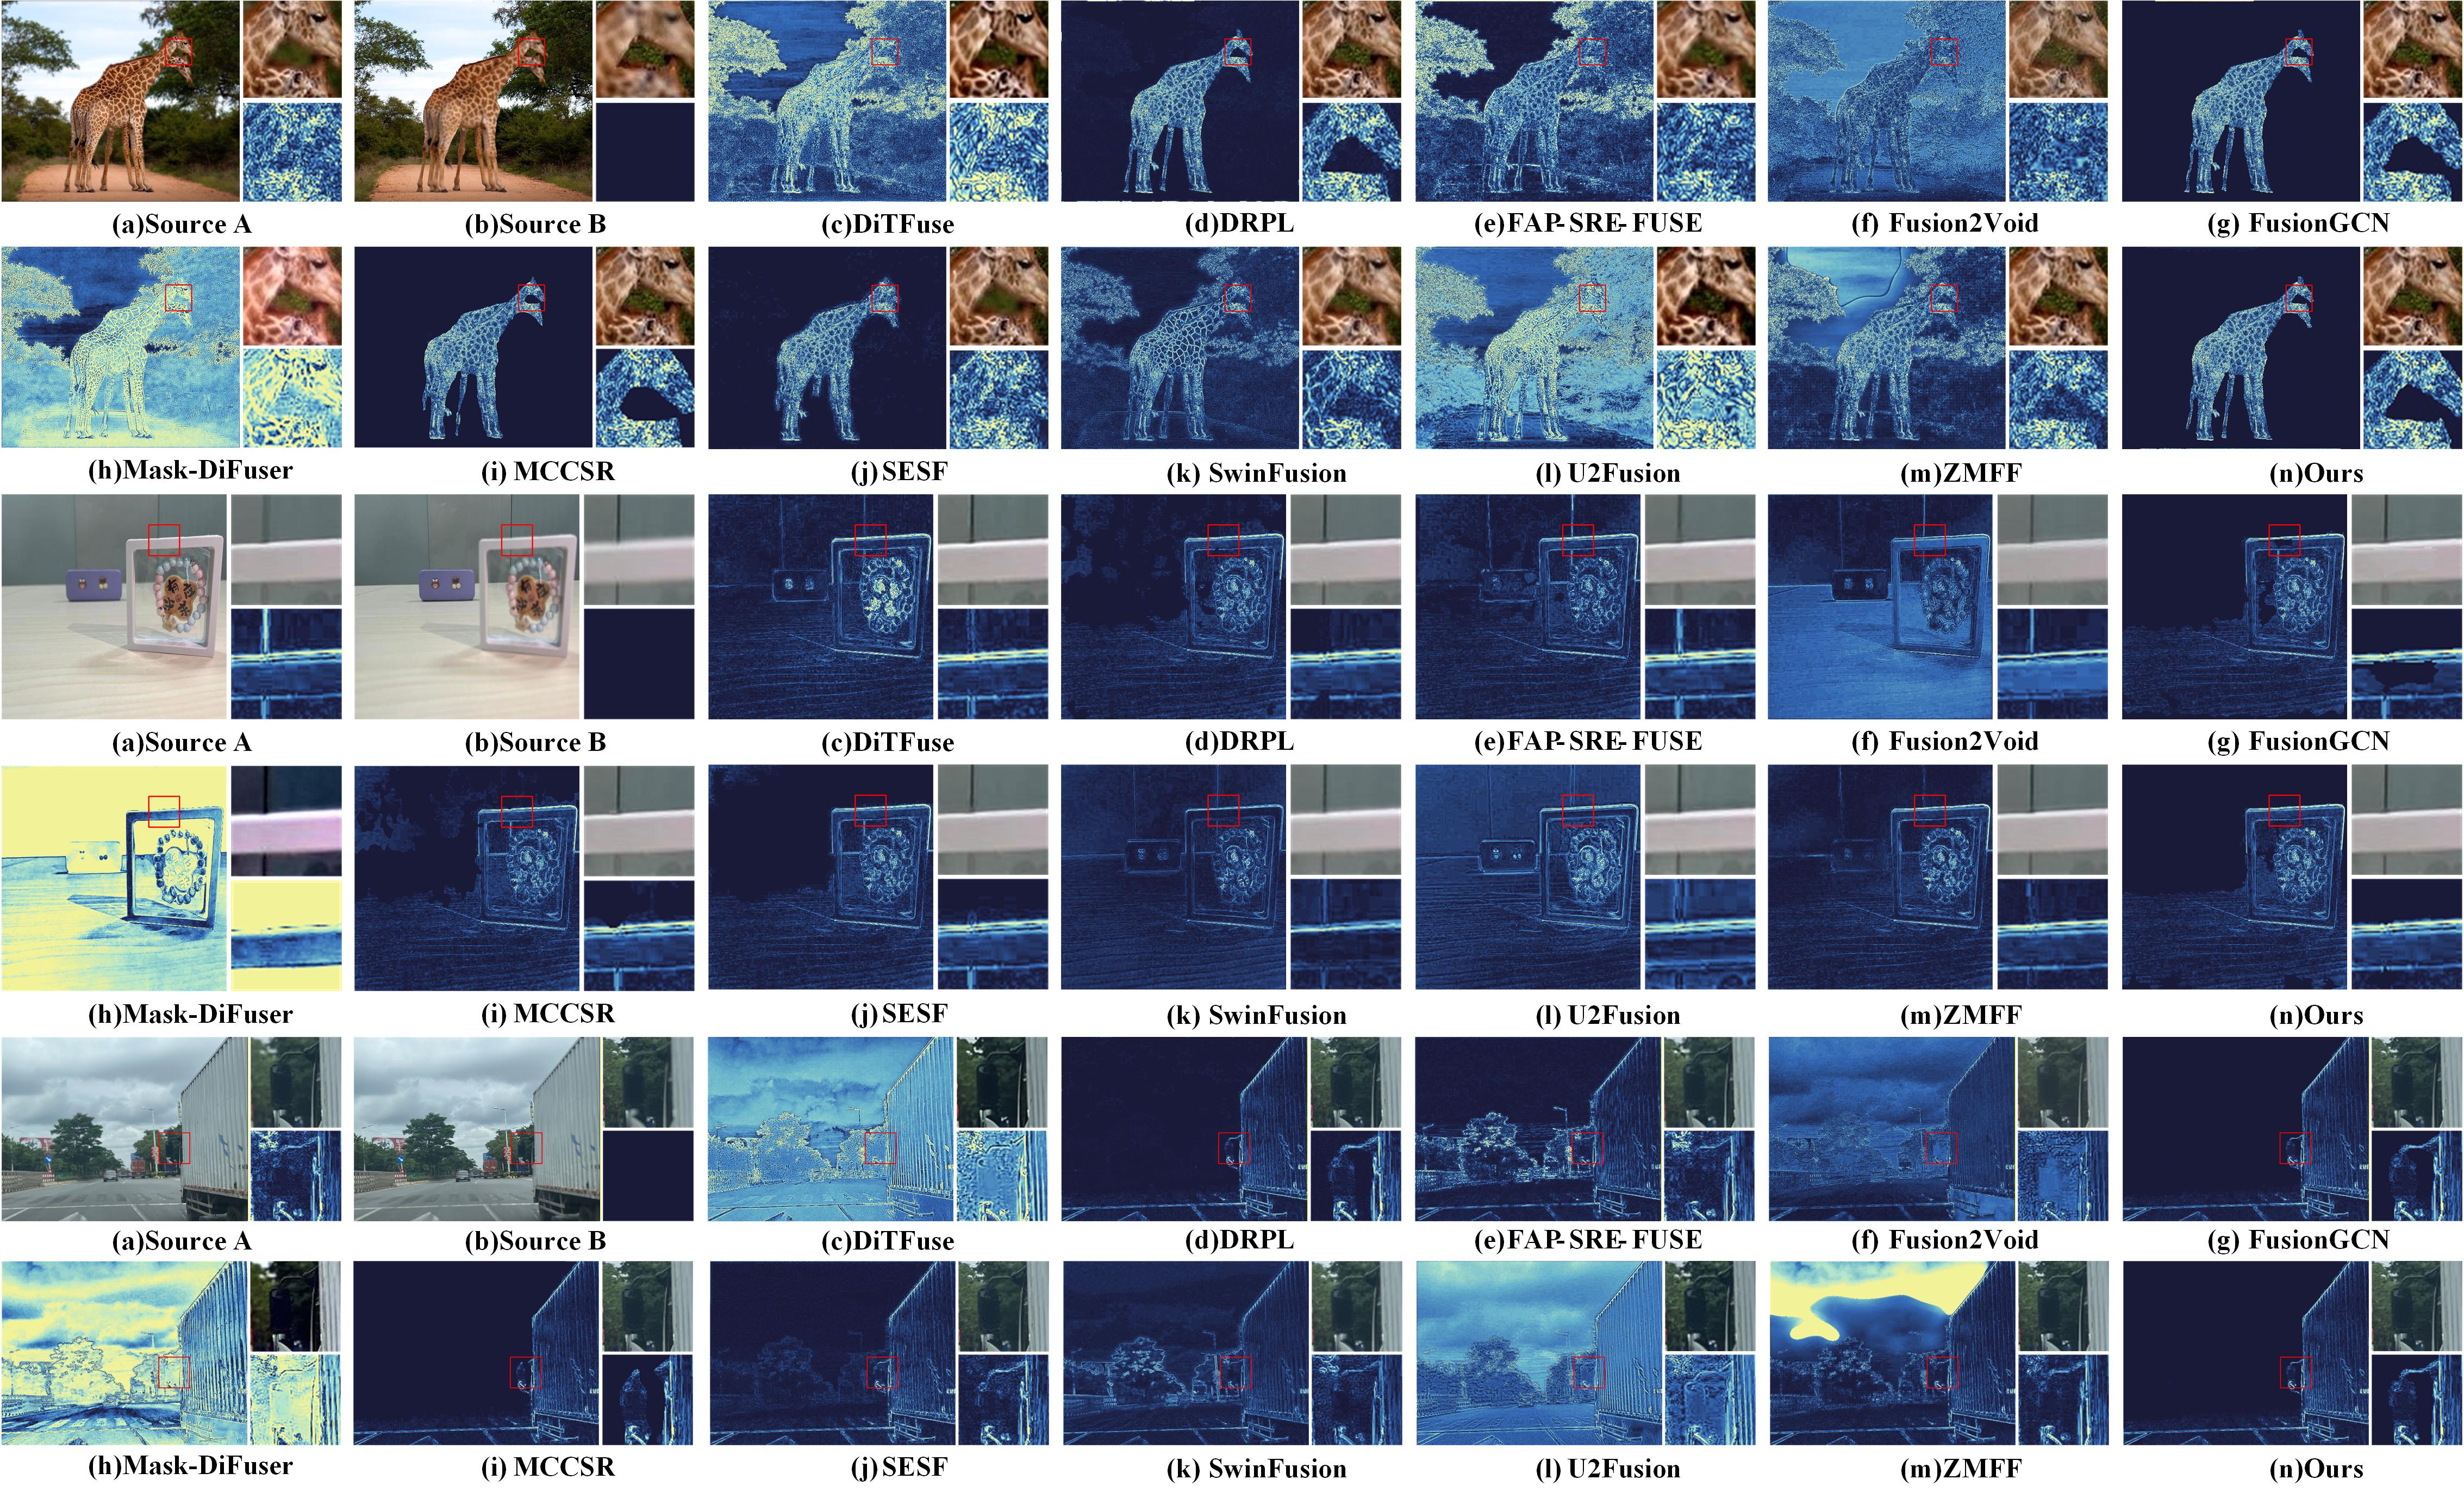 (a)Source A (b)Source B (c)DiTFuse (d)DRPL (e)FAP-SRE-FUSE (f) Fusion2Void (g) FusionGCN
(h)Mask-DiFuser (i) MCCSR (j) SESF (k) SwinFusion (l) U2Fusion (m)ZMFF (n)Ours
(a)Source A (b)Source B (c)DiTFuse (d)DRPL (e)FAP-SRE-FUSE (f) Fusion2Void (g) FusionGCN
(h)Mask-DiFuser (i) MCCSR (j) SESF (k) SwinFusion (l) U2Fusion (m)ZMFF (n)Ours
(a)Source A (b)Source B (c)DiTFuse (d)DRPL (e)FAP-SRE-FUSE (f) Fusion2Void (g) FusionGCN
(h)Mask-DiFuser (i) MCCSR (j) SESF (k) SwinFusion (l) U2Fusion (m)ZMFF (n)Ours